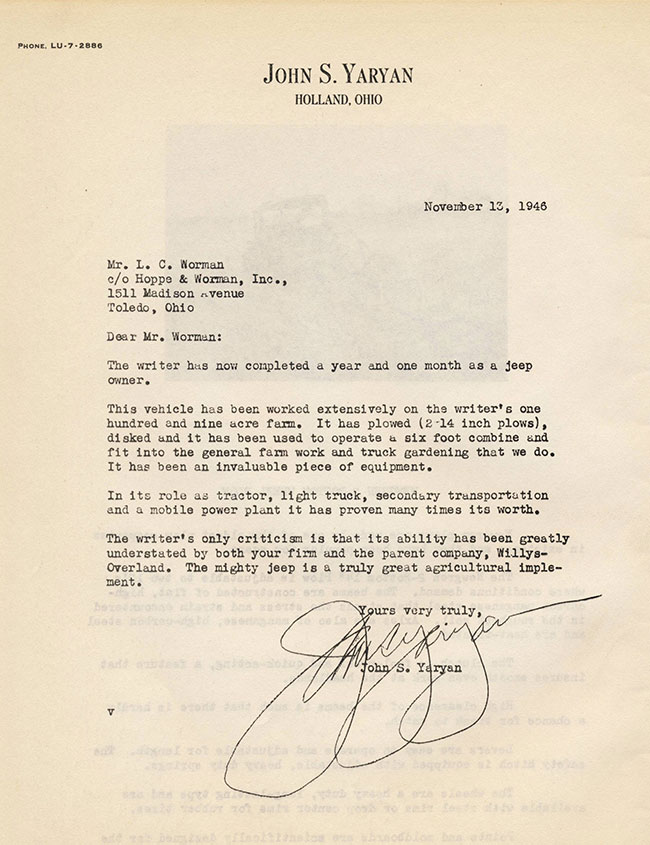 PHONE, LU-7-2886
JOHN S. YARYAN
HOLLAND, OHIO
November 13, 1946
Mr. L. C. Worman
c/o Hoppe & Worman, Inc.,
1511 Madison Avenue
Toledo, Ohio
Dear Mr. Worman:
The writer has now completed a year and one month as a jeep
owner.
This vehicle has been worked extensively on the writer's one
hundred and nine acre farm.  It has plowed (2-14 inch plows),
disked and it has been used to operate a six foot combine and
fit into the general farm work and truck gardening that we do.
It has been an invaluable piece of equipment.
In its role as tractor, light truck, secondary transportation
and a mobile power plant it has proven many times its worth.
The writer's only criticism is that its ability has been greatly
understated by both your firm and the parent company, Willys-
Overland.  The mighty jeep is a truly great agricultural imple-
ment.
Yours very truly,
John S. Yaryan
v